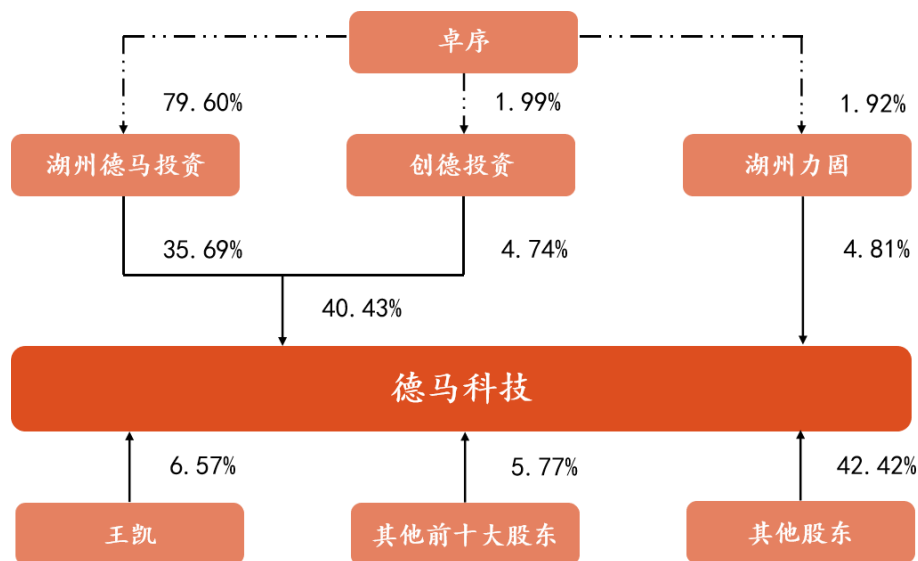 卓序
79.60%
1.99%
1.92%
湖州德马投资
创德投资
湖州力固
35.69%
4.74%
4.81%
40.43%
德马科技
6.57%
5.77%
42.42%
王凯
其他前十大股东
其他股东